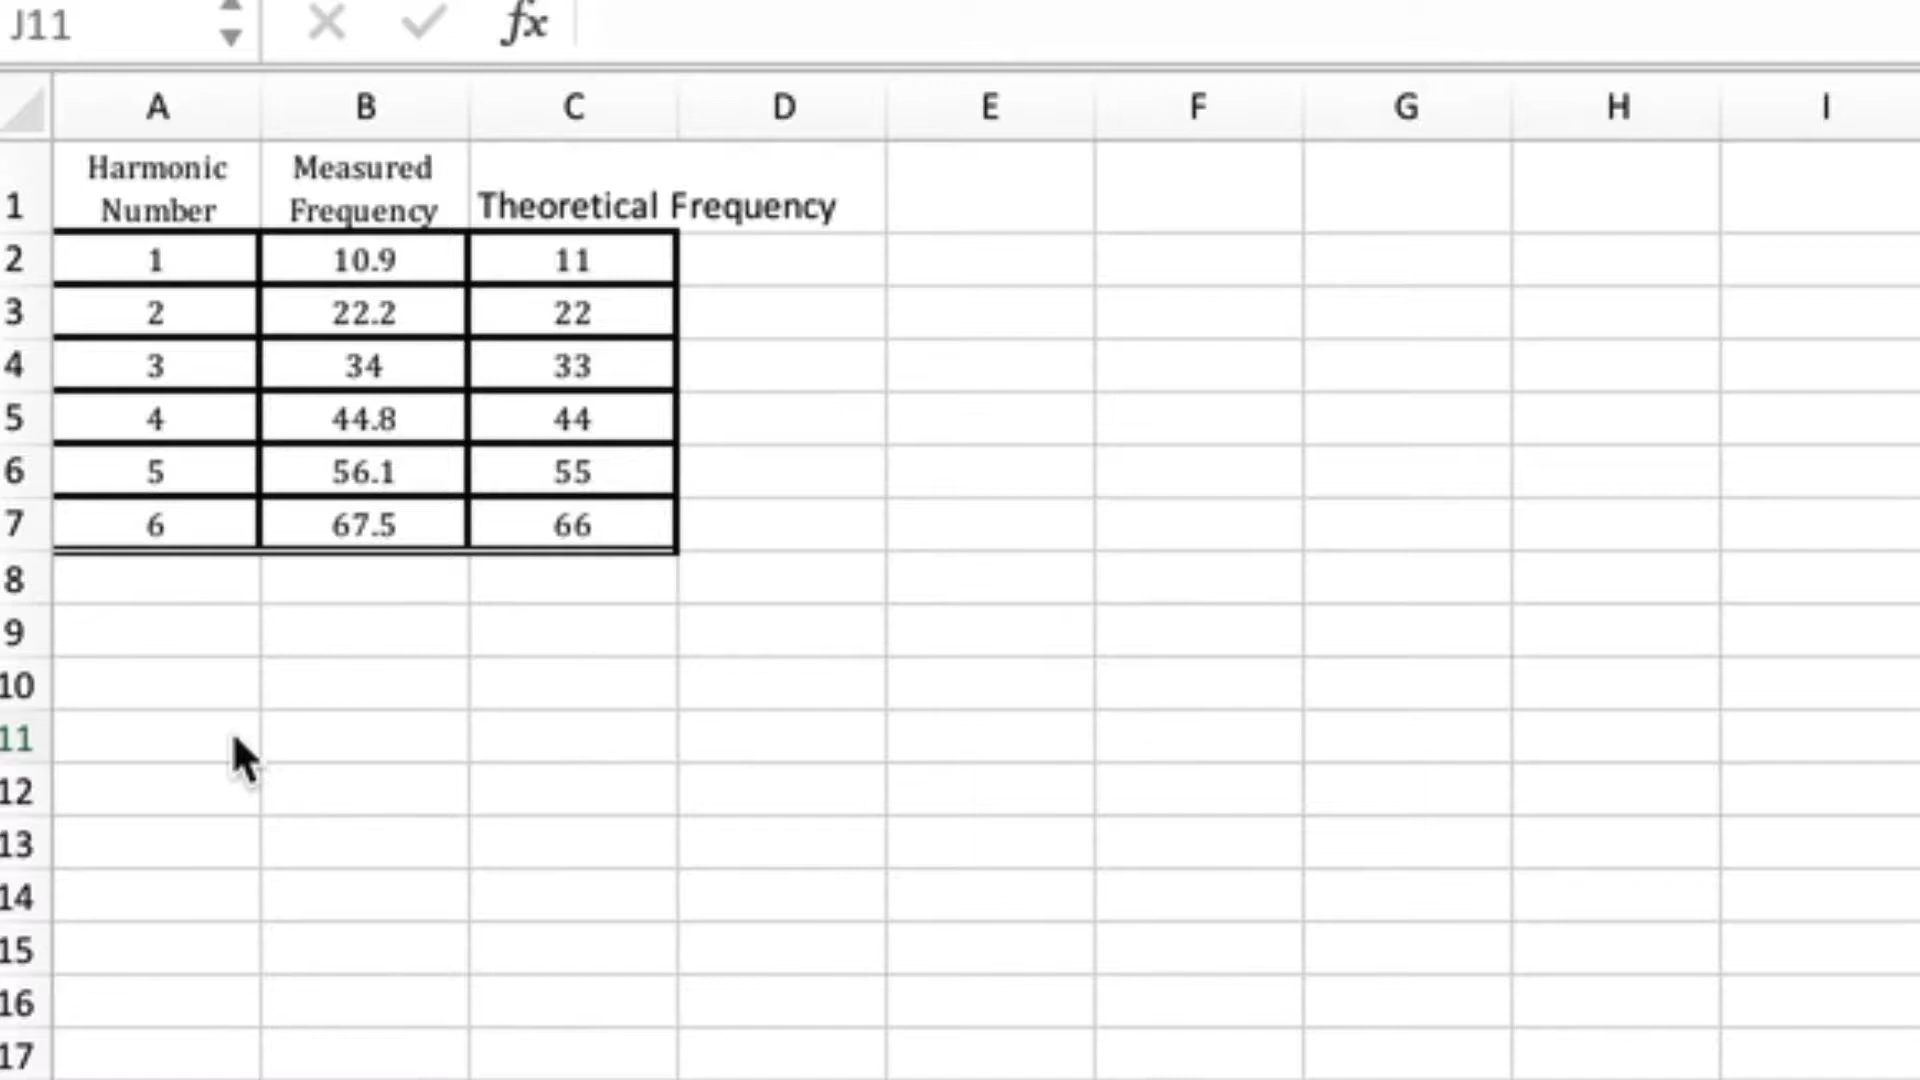 J11 fx
A B C D E F G H I
Harmonic Measured
1 Number Frequency Theoretical Frequency
2 1 10.9 11
3 2 22.2 22
4 3 34 33
5 4 44.8 44
6 5 56.1 55
7 6 67.5 66
8
9
10
11
12
13
14
15
16
17